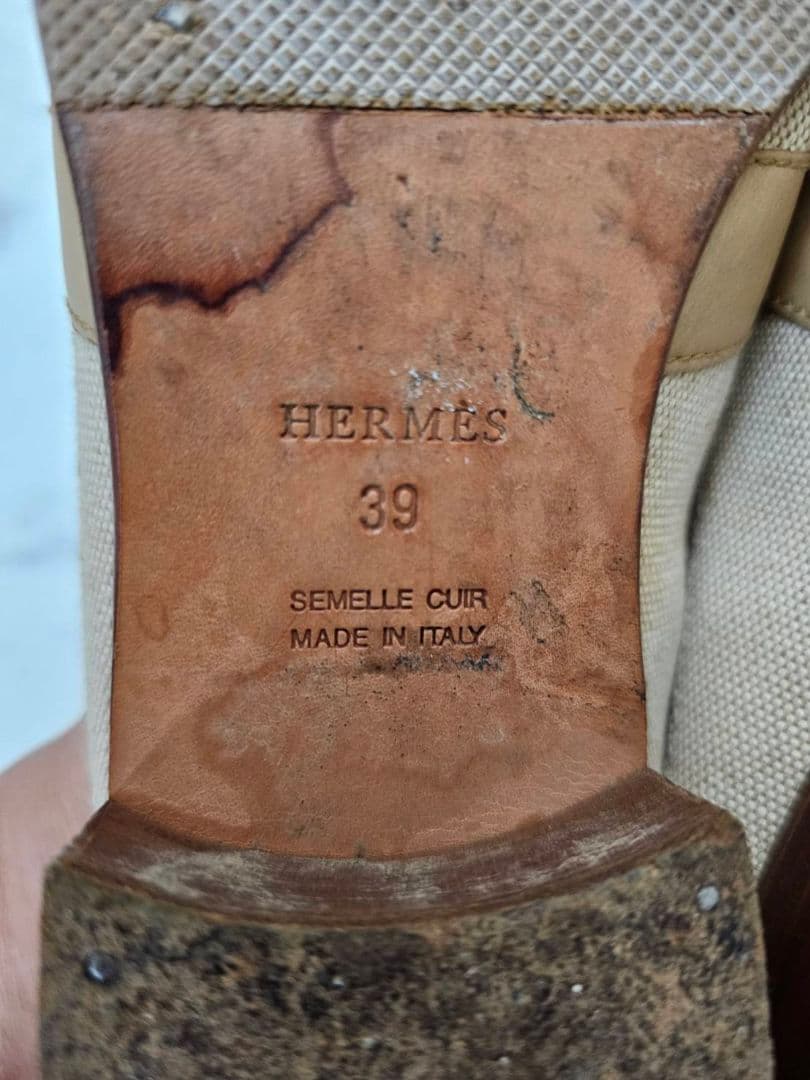 HERMÈS
39
SEMELLE CUIR
MADE IN ITALY